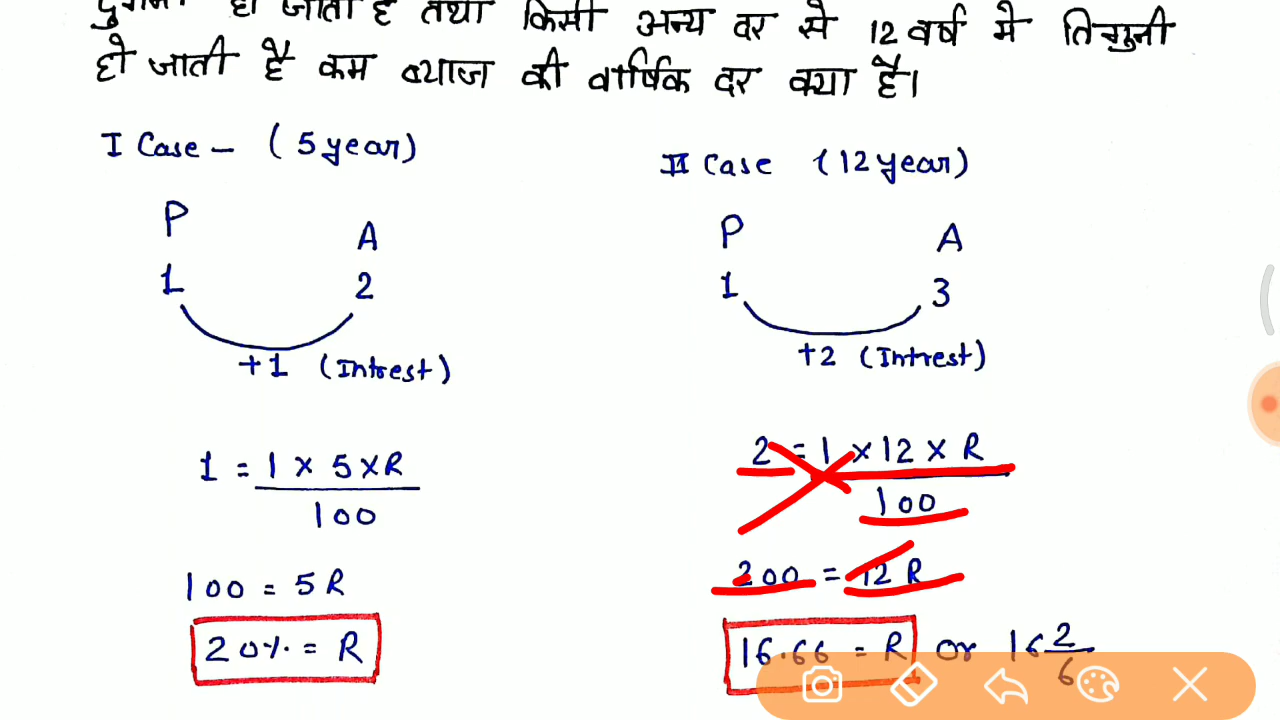 हो जाती है तथा किसी अन्य दर से 12 वर्ष मे तिगुनी
हो जाती है कम ब्याज की वार्षिक दर क्या है।
I Case - (5 year)
P A
1 2
+1 (Intrest)
1 = 1 × 5 × R
100
100 = 5 R
20% = R
II Case (12 year)
P A
1 3
+2 (Intrest)
2 = 1 × 12 × R
100
200 = 12 R
16.66 = R or 16 2/6